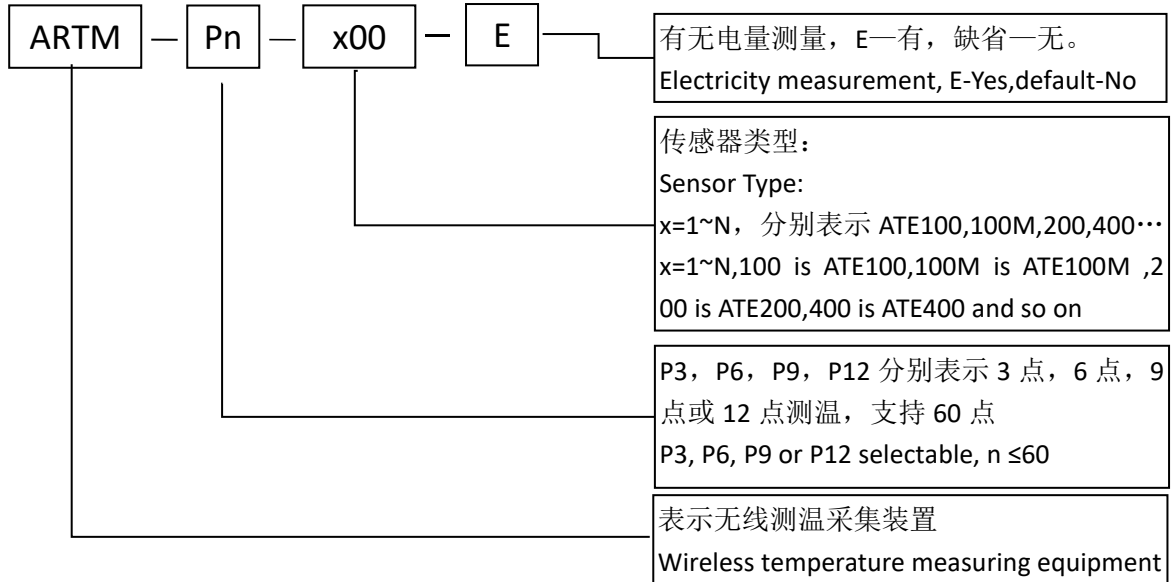 ARTM — Pn — x00 — E
有无电量测量，E—有，缺省—无。
Electricity measurement, E-Yes,default-No
传感器类型：
Sensor Type:
x=1~N，分别表示 ATE100,100M,200,400…
x=1~N,100 is ATE100,100M is ATE100M ,2
00 is ATE200,400 is ATE400 and so on
P3，P6，P9，P12 分别表示 3 点，6 点，9
点或 12 点测温，支持 60 点
P3, P6, P9 or P12 selectable, n ≤60
表示无线测温采集装置
Wireless temperature measuring equipment